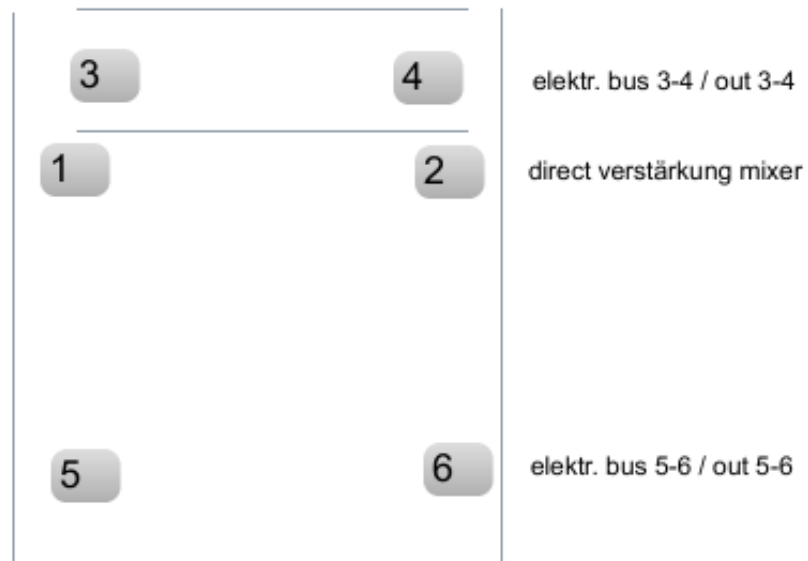 3 4 elektr. bus 3-4 / out 3-4
1 2 direct verstärkung mixer
5 6 elektr. bus 5-6 / out 5-6